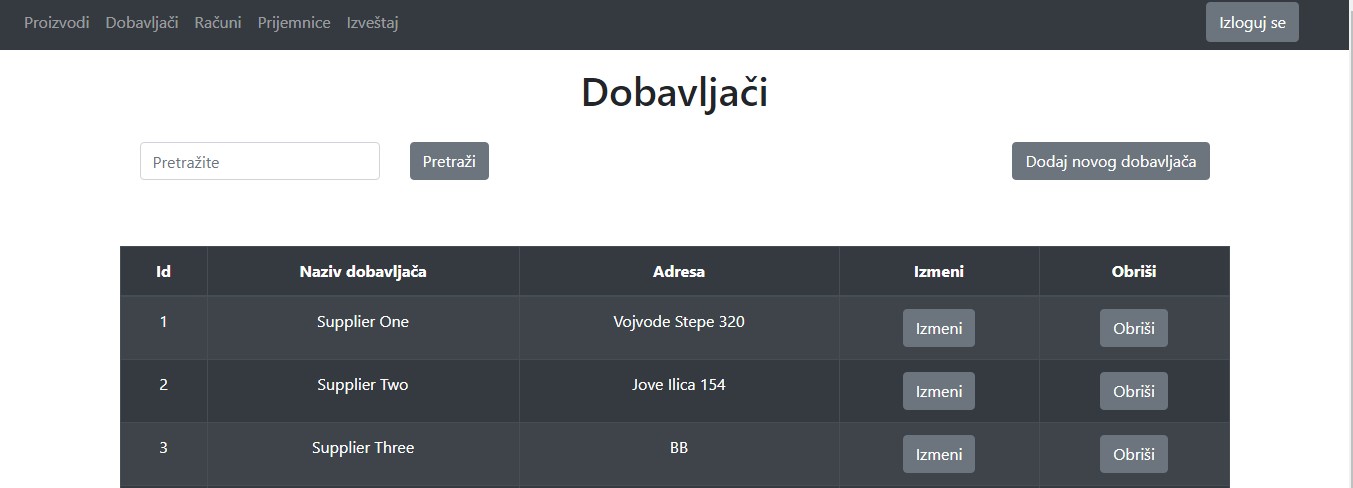 Proizvodi Dobavljači Računi Prijemnice Izveštaj Izloguj se
Dobavljači
Pretražite Pretraži Dodaj novog dobavljača
Id Naziv dobavljača Adresa Izmeni Obriši
1 Supplier One Vojvode Stepe 320 Izmeni Obriši
2 Supplier Two Jove Ilica 154 Izmeni Obriši
3 Supplier Three BB Izmeni Obriši